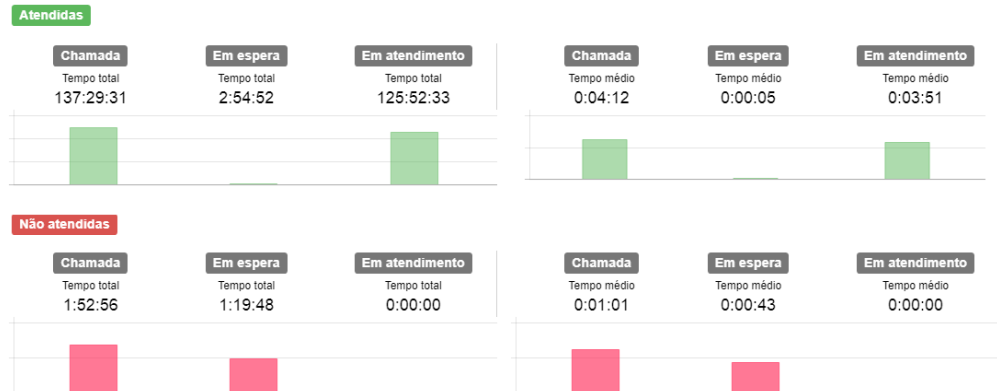 Atendidas
Chamada Em espera Em atendimento Chamada Em espera Em atendimento
Tempo total Tempo total Tempo total Tempo médio Tempo médio Tempo médio
137:29:31 2:54:52 125:52:33 0:04:12 0:00:05 0:03:51
Não atendidas
Chamada Em espera Em atendimento Chamada Em espera Em atendimento
Tempo total Tempo total Tempo total Tempo médio Tempo médio Tempo médio
1:52:56 1:19:48 0:00:00 0:01:01 0:00:43 0:00:00